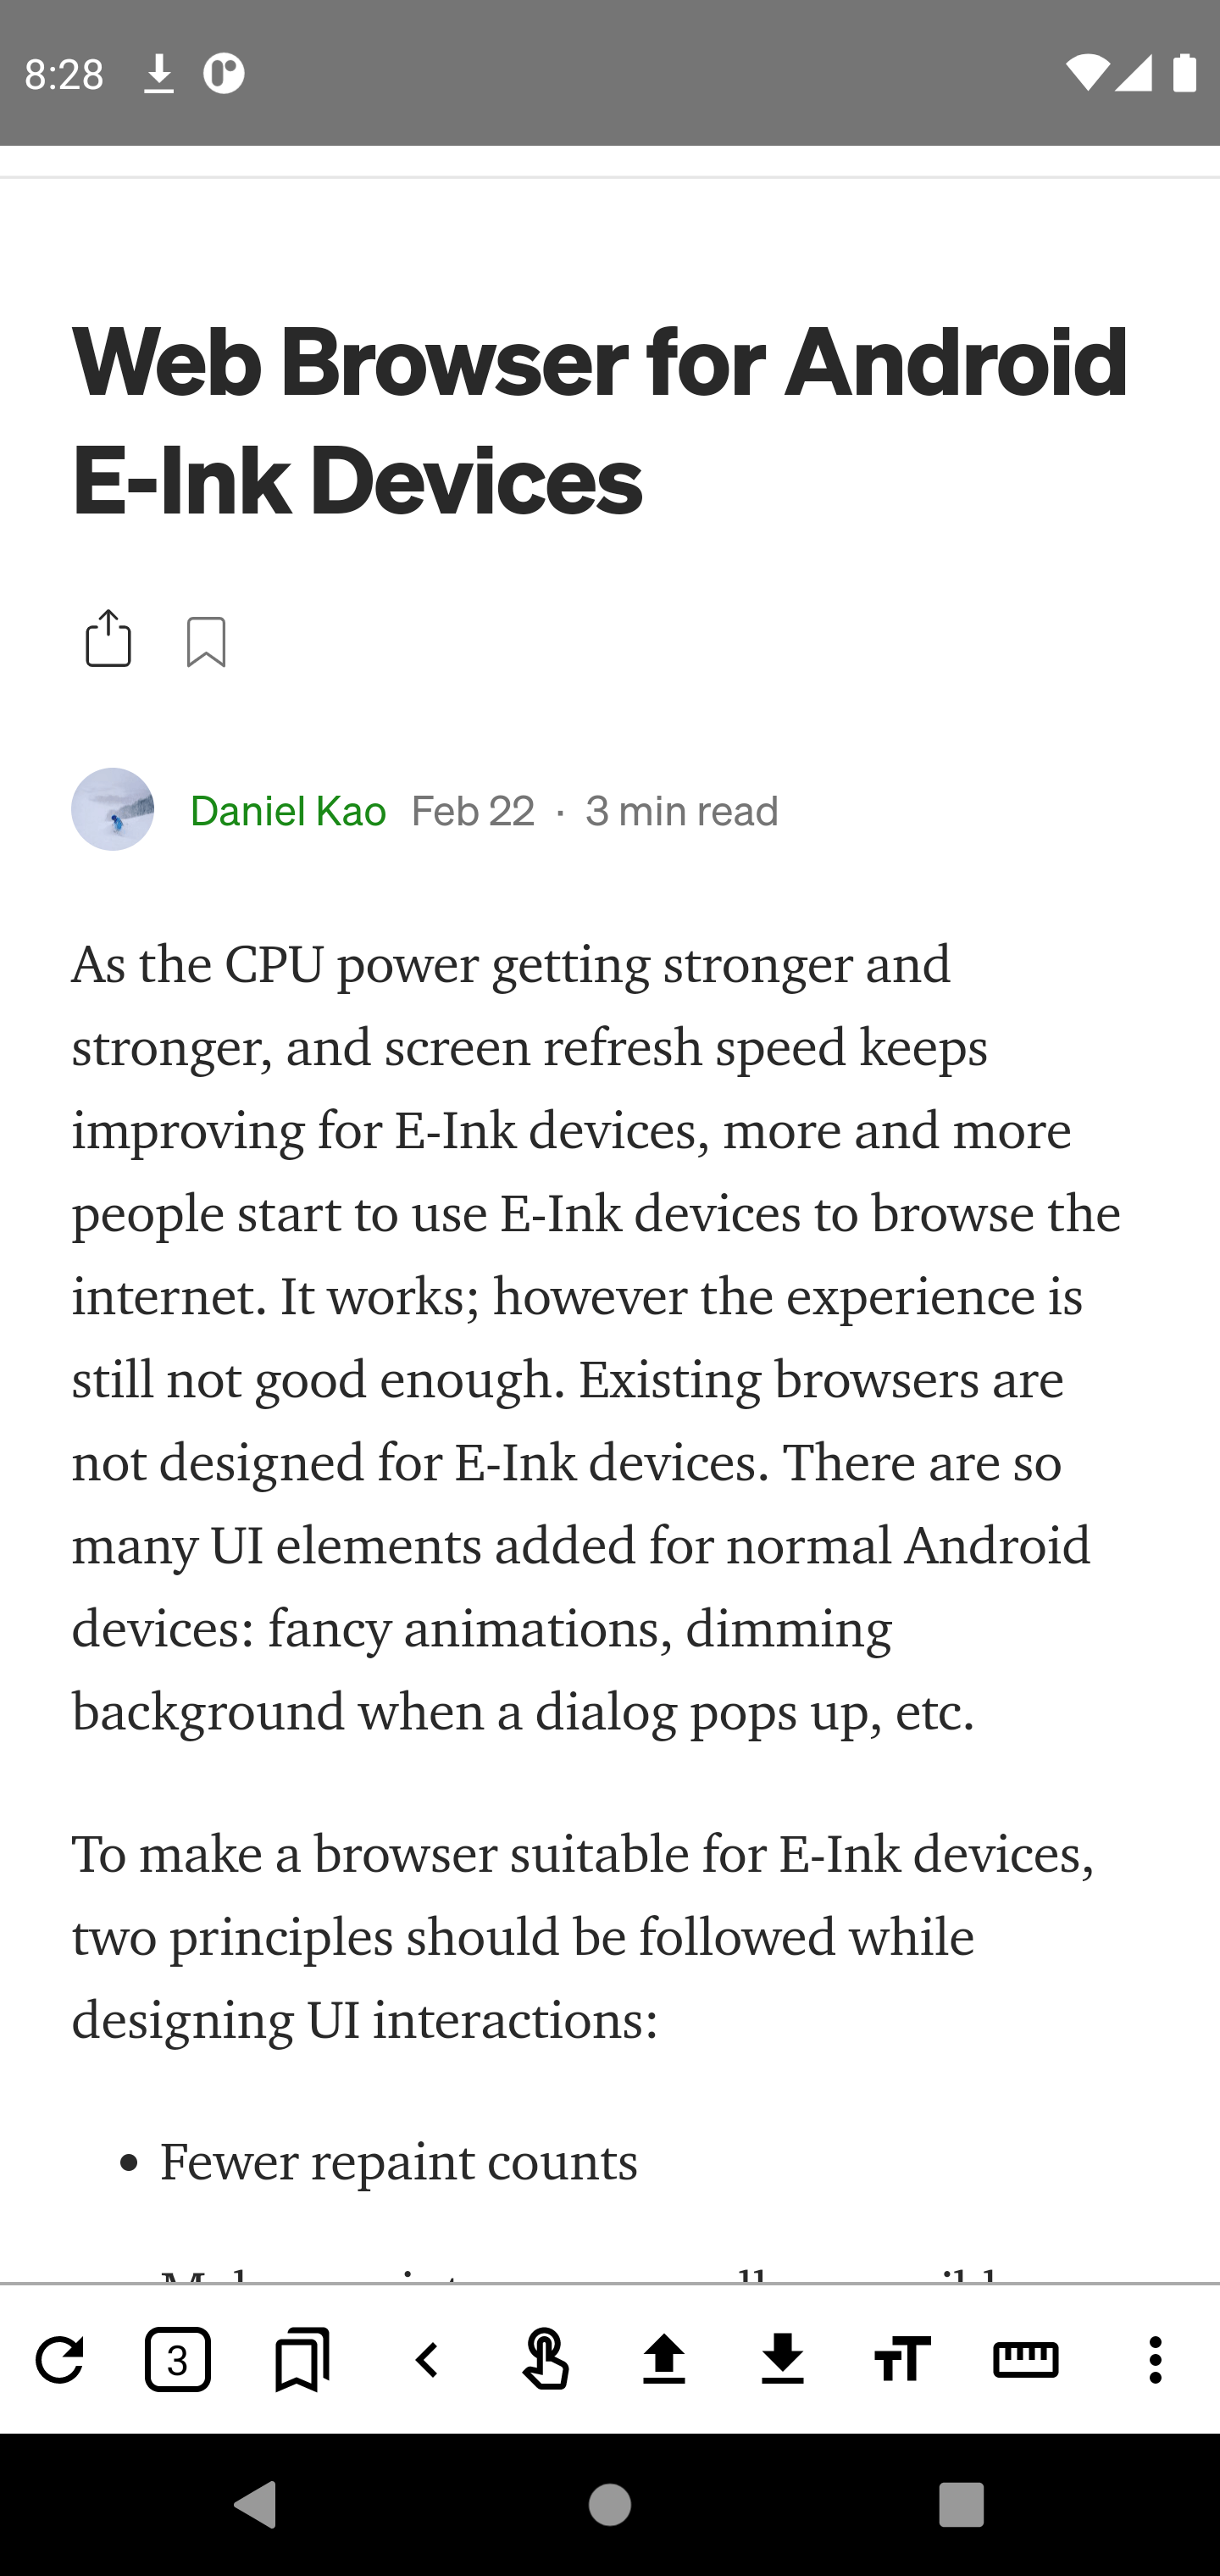 8:28
Web Browser for Android
E-Ink Devices
Daniel Kao Feb 22 · 3 min read
As the CPU power getting stronger and
stronger, and screen refresh speed keeps
improving for E-Ink devices, more and more
people start to use E-Ink devices to browse the
internet. It works; however the experience is
still not good enough. Existing browsers are
not designed for E-Ink devices. There are so
many UI elements added for normal Android
devices: fancy animations, dimming
background when a dialog pops up, etc.
To make a browser suitable for E-Ink devices,
two principles should be followed while
designing UI interactions:
• Fewer repaint counts
3